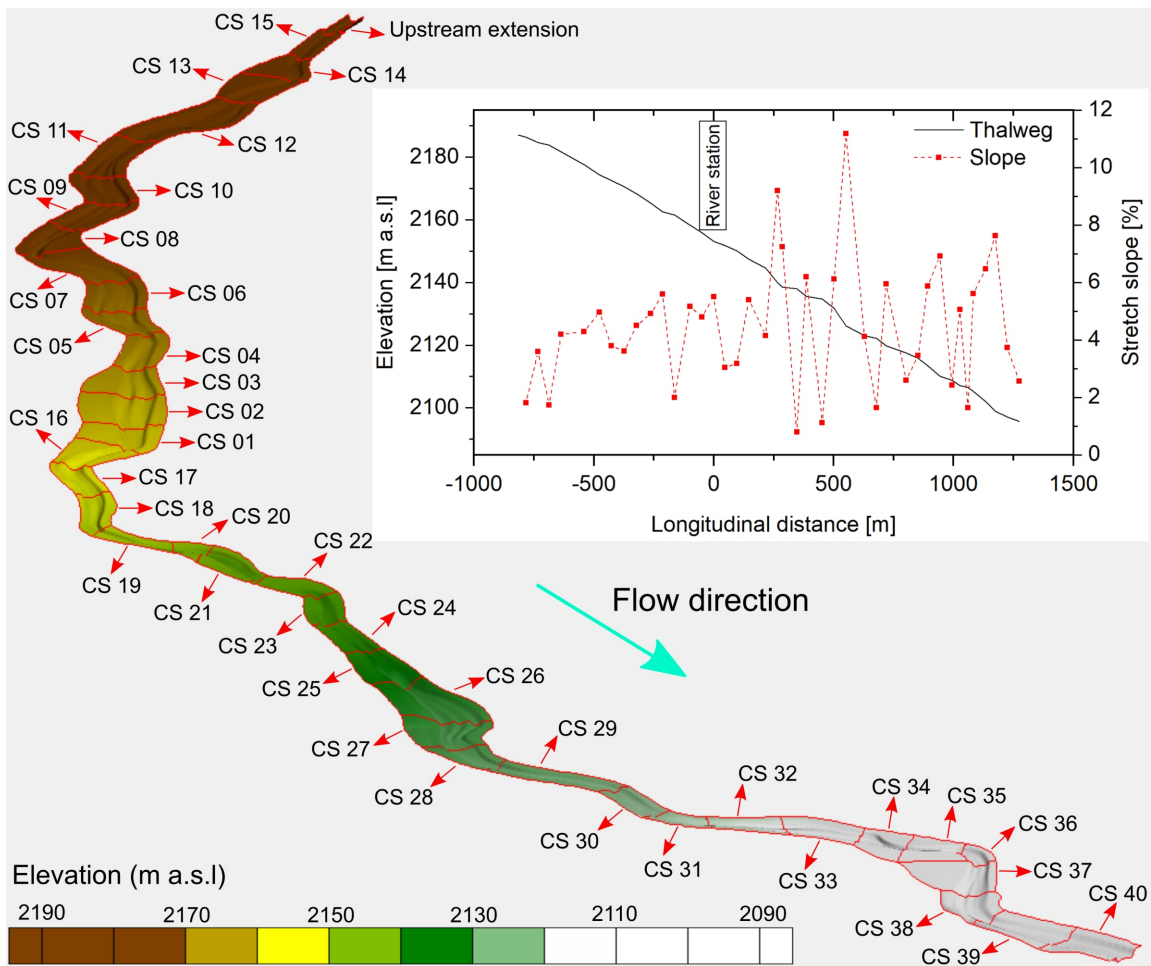 CS 15
Upstream extension
CS 13
CS 14
CS 11
CS 12
CS 09
CS 10
CS 08
CS 07
CS 06
CS 05
CS 04
CS 03
CS 02
CS 16
CS 01
CS 17
CS 18
CS 20
CS 19
CS 21
CS 22
CS 23
CS 24
CS 25
CS 26
CS 27
CS 28
CS 29
CS 30
CS 31
CS 32
CS 33
CS 34
CS 35
CS 36
CS 37
CS 38
CS 39
CS 40
Flow direction
Elevation [m a.s.l]
2180
2160
2140
2120
2100
River station
Thalweg
Slope
12
10
8
6
4
2
0
Stretch slope [%]
-1000 -500 0 500 1000 1500
Longitudinal distance [m]
Elevation (m a.s.l)
2190 2170 2150 2130 2110 2090